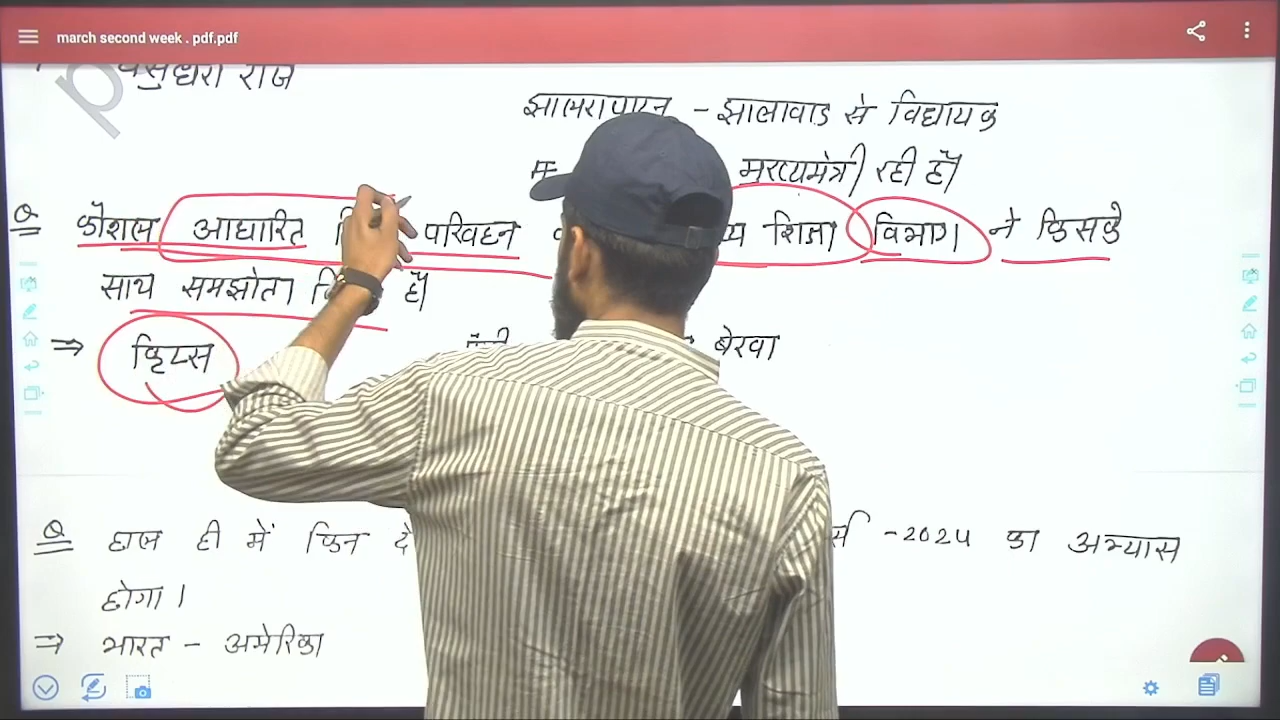 march second week . pdf.pdf
वसुंधरा राजे
झालरापाटन - झालावाड से विधायक
मुख्यमंत्री रही हैं।
Q कौशल आधारित परिवहन शिक्षा विभाग ने किसके
साथ समझौता है।
⇒ क्रिप्स
बेरवा
Q हाल ही में किन -2024 का अभ्यास
होगा।
⇒ भारत - अमेरिका